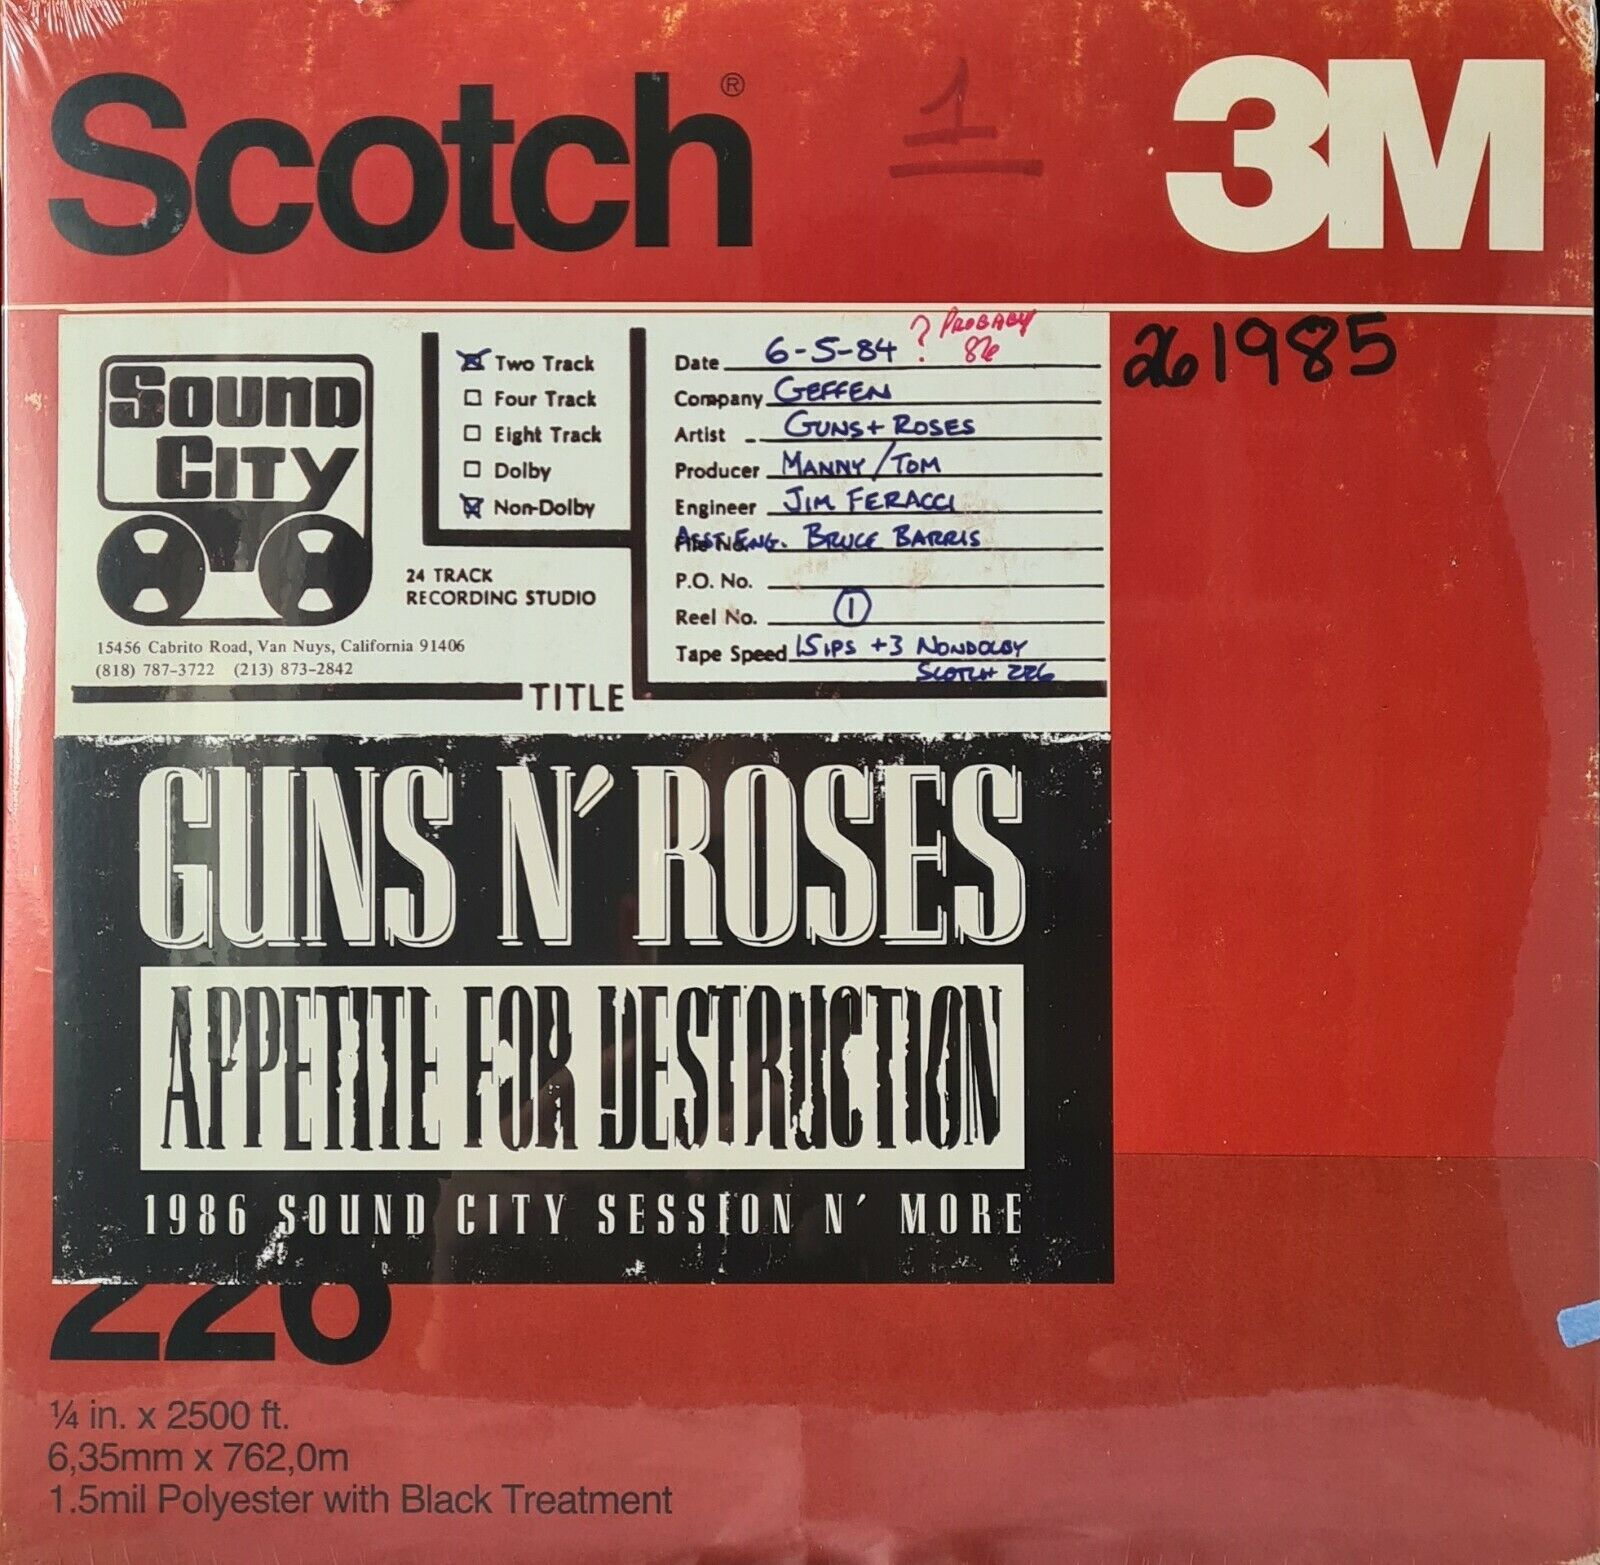 Scotch® 1 3M
6-5-84 ? PROBABLY 86
261985
SOUND CITY
24 TRACK
RECORDING STUDIO
15456 Cabrito Road, Van Nuys, California 91406
(818) 787-3722 (213) 873-2842
Two Track
Four Track
Eight Track
Dolby
Non-Dolby
Date
Company GEFFEN
Artist GUNS + ROSES
Producer MANNY/TOM
Engineer JIM FERACCI
File No. ASST ENG. BRUCE BARRIS
P.O. No.
Reel No. 1
Tape Speed 15 IPS +3 NONDOLBY
SCOTCH 226
TITLE
GUNS N' ROSES
APPETITE FOR DESTRUCTION
1986 SOUND CITY SESSION N' MORE
226
¼ in. x 2500 ft.
6,35mm x 762,0m
1.5mil Polyester with Black Treatment